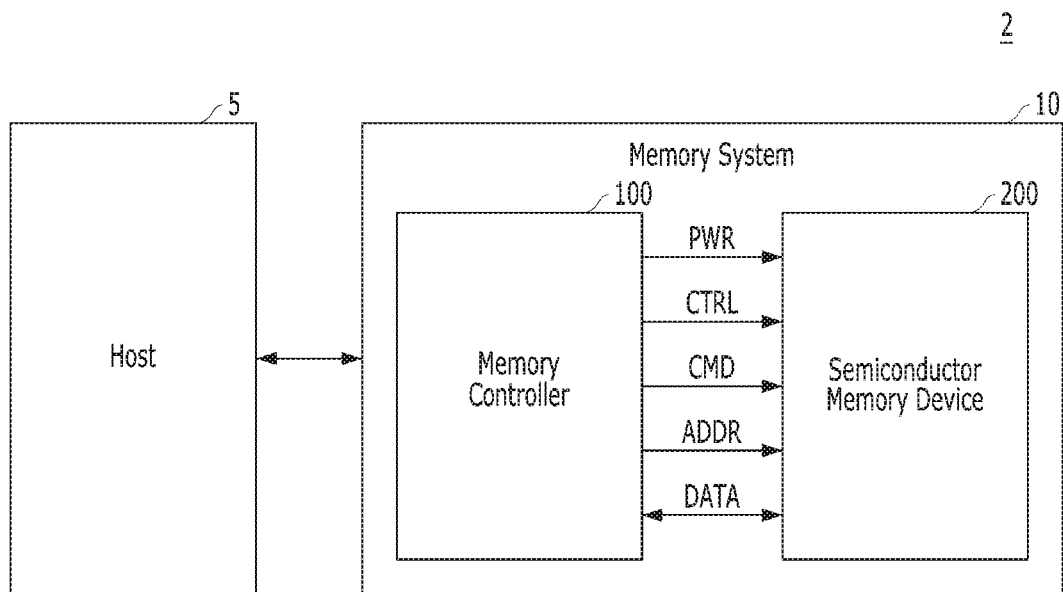 2
5
10
Memory System
100
200
PWR
CTRL
Host
Memory
Controller
CMD
Semiconductor
Memory Device
ADDR
DATA